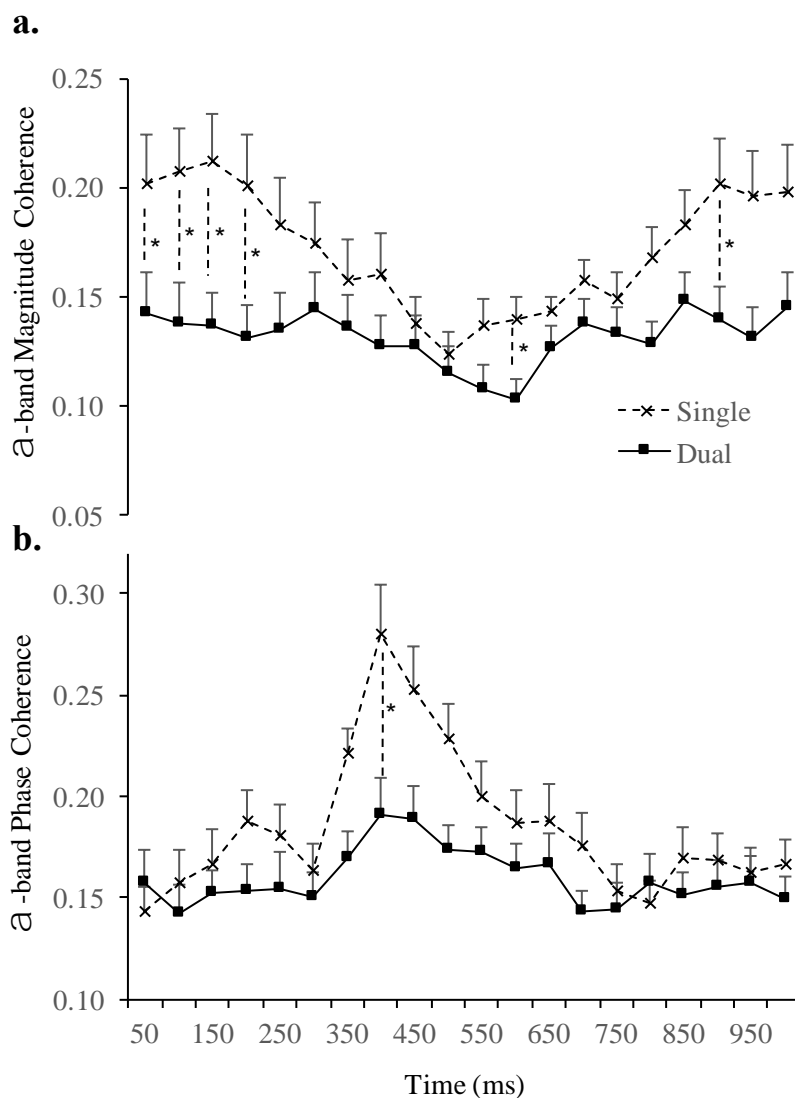 a.
0.25
0.20
0.15
0.10
0.05
a-band Magnitude Coherence
* * * *
*
*
Single
Dual
b.
0.30
0.25
0.20
0.15
0.10
a-band Phase Coherence
*
50 150 250 350 450 550 650 750 850 950
Time (ms)